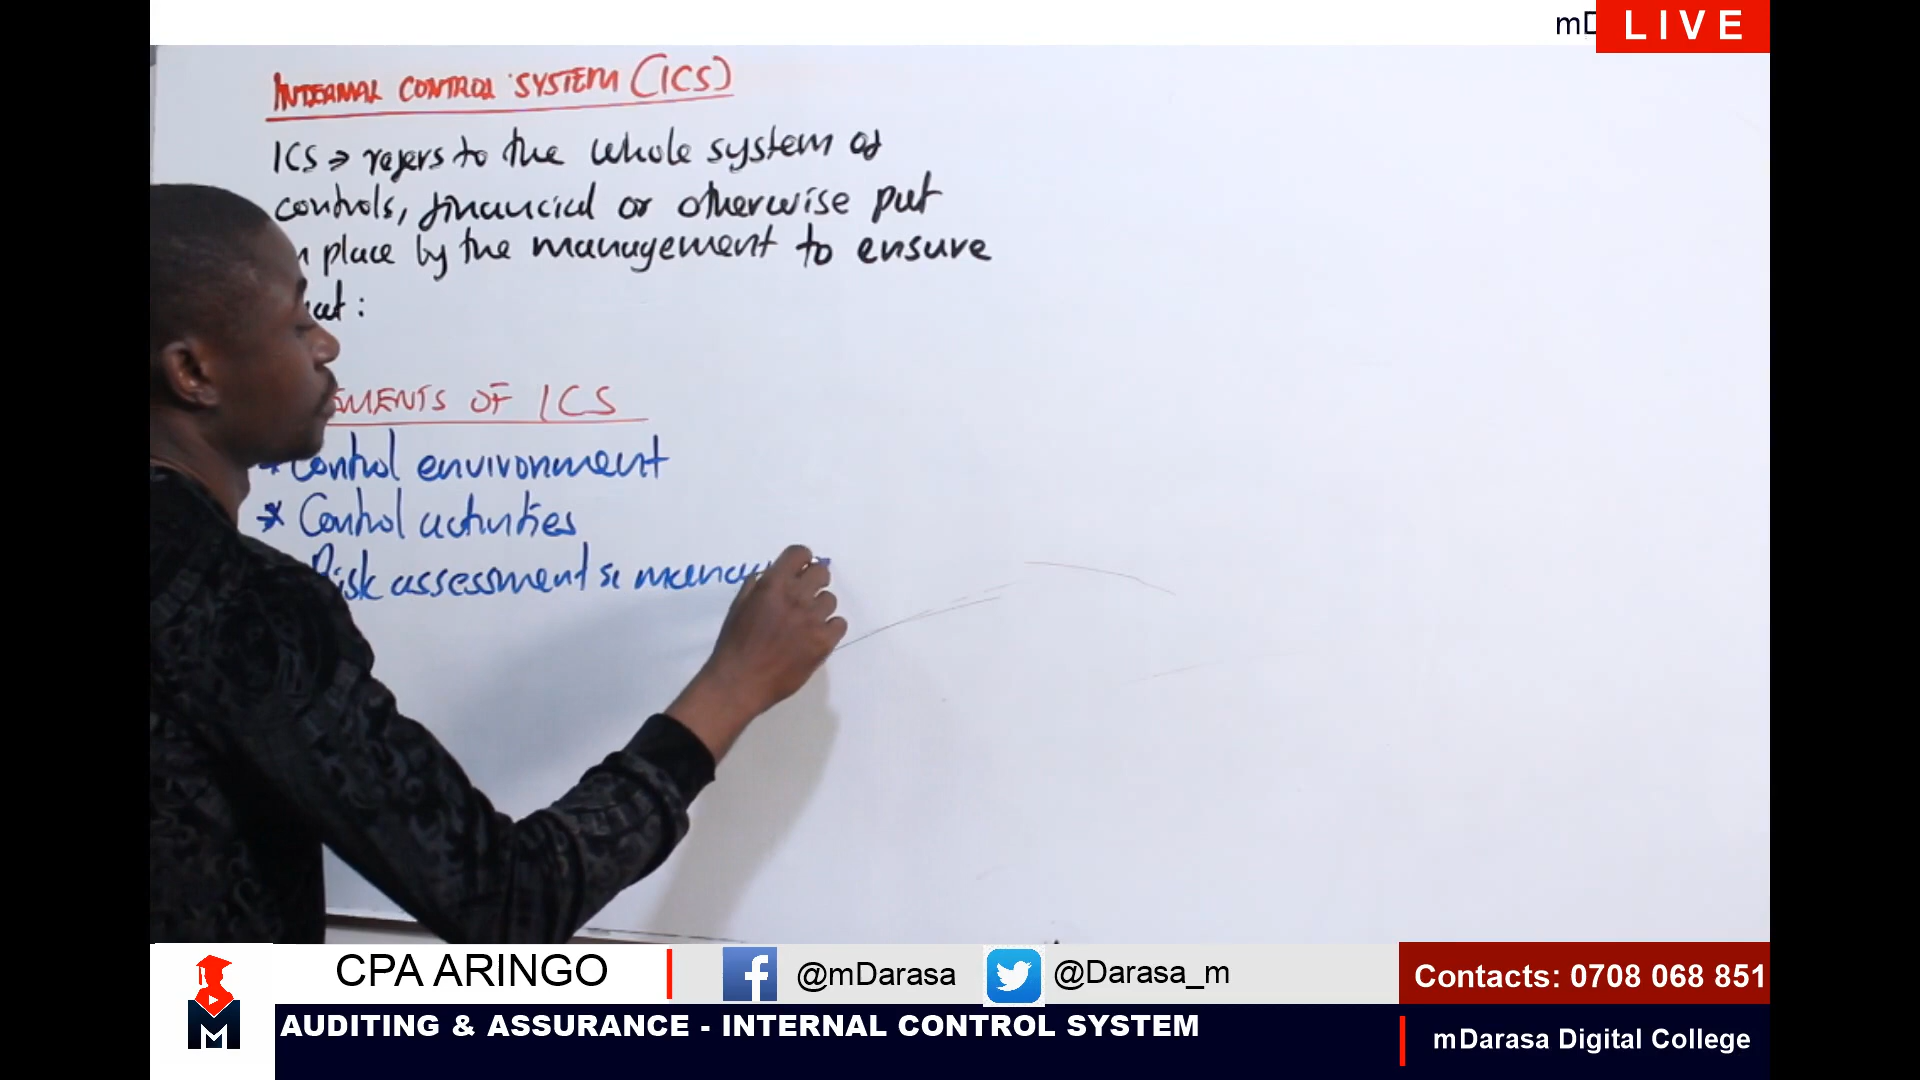 mD
LIVE
INTERNAL CONTROL SYSTEM (ICS)
ICS → refers to the whole system of
controls, financial or otherwise put
place by the management to ensure
:
OF ICS
Control environment
* Control activities
Risk assessment &
CPA ARINGO
@mDarasa
@Darasa_m
Contacts: 0708 068 851
M
AUDITING & ASSURANCE - INTERNAL CONTROL SYSTEM
mDarasa Digital College